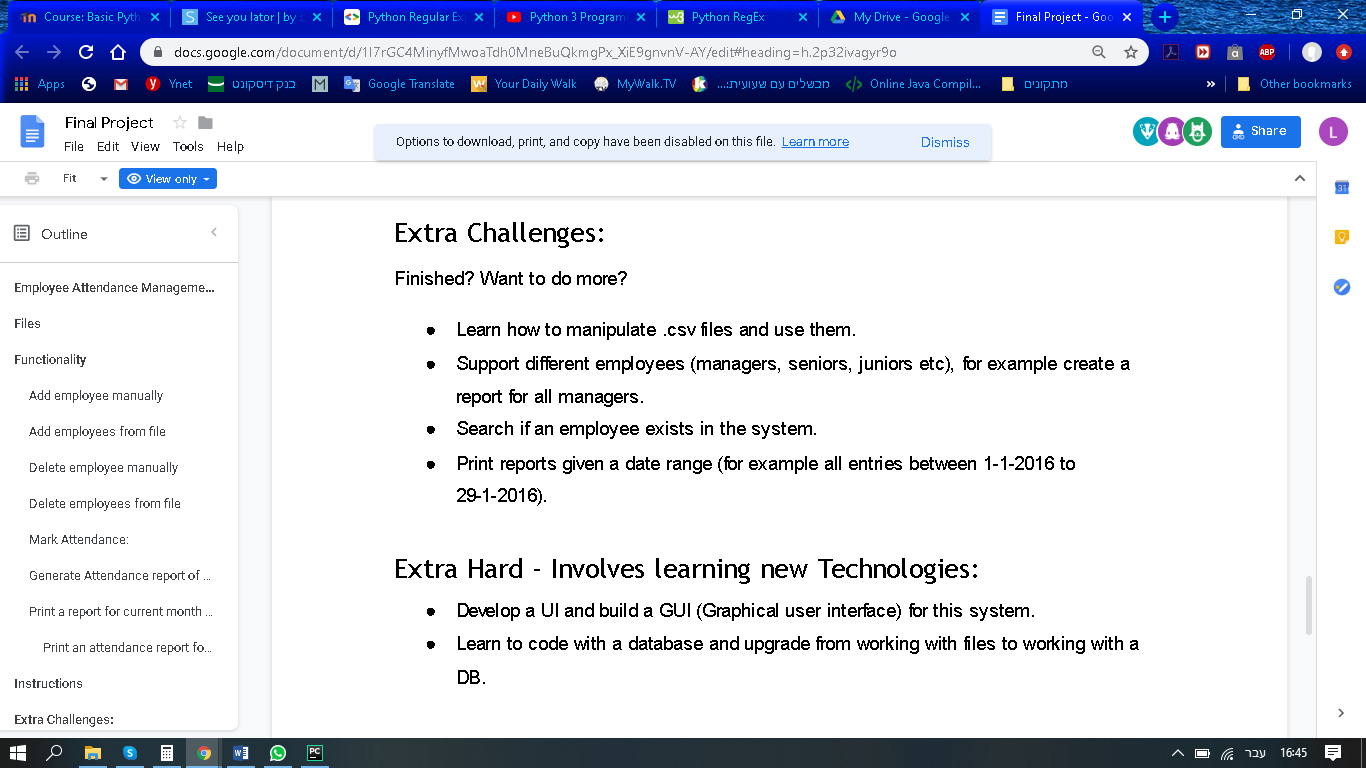 Course: Basic Pyth
See you lator | by s
Python Regular Ex
Python 3 Program
Python RegEx
My Drive - Google
Final Project - Goo
docs.google.com/document/d/1I7rGC4MinyfMwoaTdh0MneBuQkmgPx_XiE9gnvnV-AY/edit#heading=h.2p32ivagyr9o
ABP
Apps
Ynet
בנק דיסקונט
Google Translate
Your Daily Walk
MyWalk.TV
מבשלים עם שעועית:...
Online Java Compil...
מתקונים
»
Other bookmarks
Final Project
File Edit View Tools Help
Options to download, print, and copy have been disabled on this file. Learn more
Dismiss
Share
L
Fit
View only
31
Outline
Employee Attendance Manageme...
Files
Functionality
Add employee manually
Add employees from file
Delete employee manually
Delete employees from file
Mark Attendance:
Generate Attendance report of ...
Print a report for current month ...
Print an attendance report fo...
Instructions
Extra Challenges:
Extra Challenges:
Finished? Want to do more?
● Learn how to manipulate .csv files and use them.
● Support different employees (managers, seniors, juniors etc), for example create a
report for all managers.
● Search if an employee exists in the system.
● Print reports given a date range (for example all entries between 1-1-2016 to
29-1-2016).
Extra Hard - Involves learning new Technologies:
● Develop a UI and build a GUI (Graphical user interface) for this system.
● Learn to code with a database and upgrade from working with files to working with a
DB.
עבר
16:45